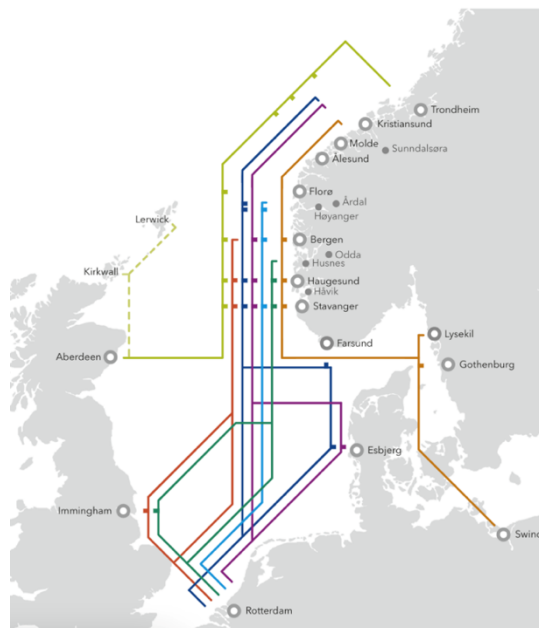 Trondheim
Kristiansund
Molde
Sunndalsøra
Ålesund
Florø
Årdal
Høyanger
Lerwick
Bergen
Odda
Husnes
Kirkwall
Haugesund
Håvik
Stavanger
Lysekil
Farsund
Aberdeen
Gothenburg
Esbjerg
Immingham
Swino
Rotterdam